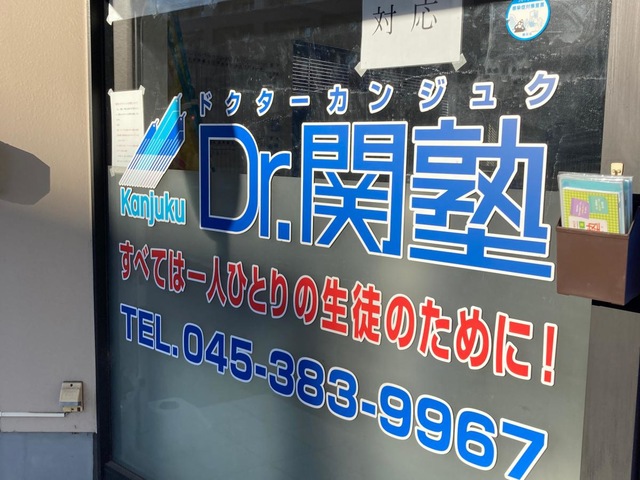 対応
ドクターカンジュク
Kanjuku
Dr.関塾
すべては一人ひとりの生徒のために!
TEL. 045-383-9967